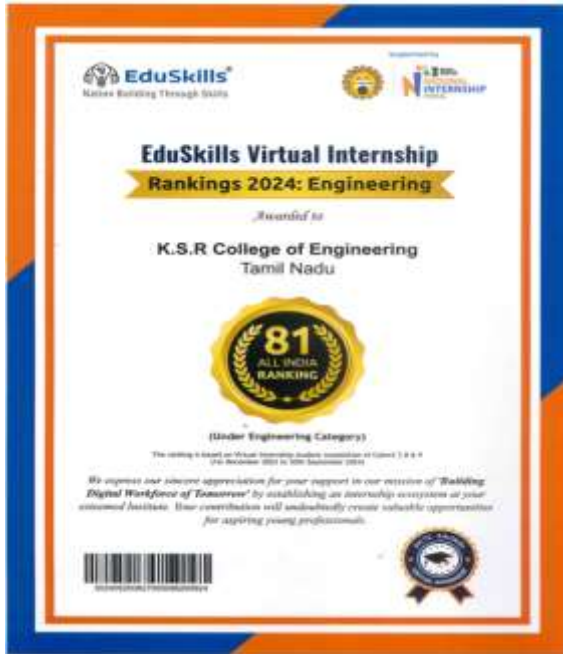 EduSkills®
Nation Building Through Skills
Supported by
INTERNSHIP
EduSkills Virtual Internship
Rankings 2024: Engineering
Awarded to
K.S.R College of Engineering
Tamil Nadu
81
ALL INDIA
RANKING
(Under Engineering Category)
We express our sincere appreciation for your support in our mission of 'Building
Digital Workforce of Tomorrow' by establishing an internship ecosystem at your
esteemed Institute. Your contribution will undoubtedly create valuable opportunities
for aspiring young professionals.